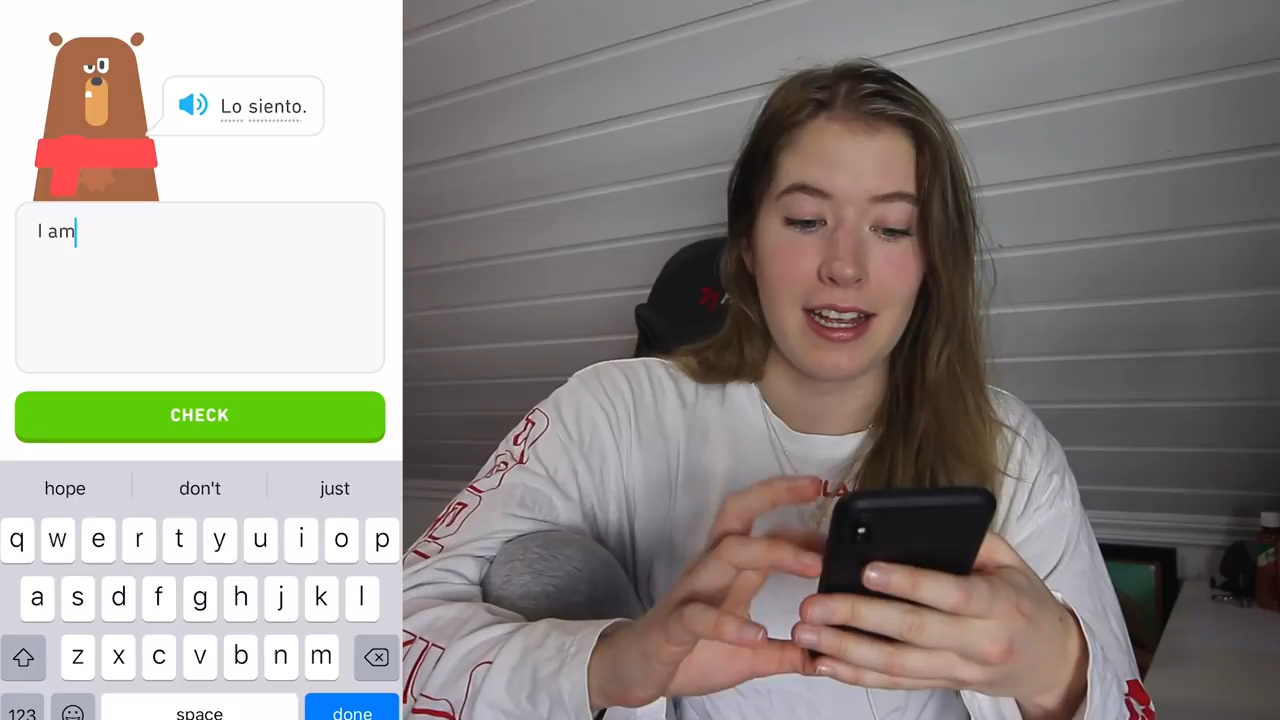 Lo siento.
I am
CHECK
hope don't just
q w e r t y u i o p
a s d f g h j k l
z x c v b n m
123 space done